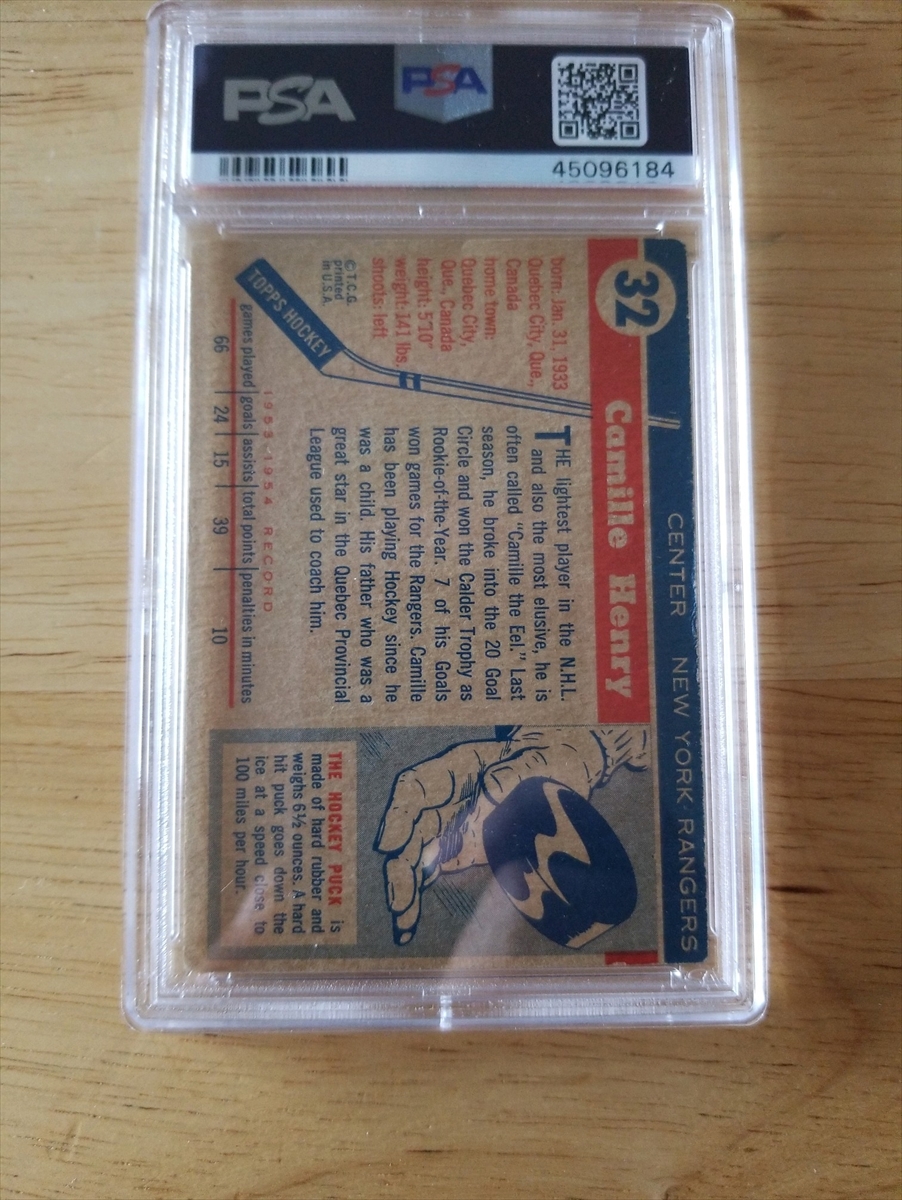 PSA
PSA
45096184
32
CENTER NEW YORK RANGERS
Camille Henry
born: Jan. 31, 1933
Quebec City, Que.,
Canada
home town:
Quebec City,
Que., Canada
height: 5'10"
weight: 141 lbs.
shoots: left
© T.C.G.
printed
in U.S.A.
TOPPS HOCKEY
THE lightest player in the N.H.L.
and also the most elusive, he is
often called "Camille the Eel." Last
season, he broke into the 20 Goal
Circle and won the Calder Trophy as
Rookie-of-the-Year. 7 of his Goals
won games for the Rangers. Camille
has been playing Hockey since he
was a child. His father who was a
great star in the Quebec Provincial
League used to coach him.
1953-1954 RECORD
games played goals assists total points penalties in minutes
66 24 15 39 10
THE HOCKEY PUCK is
made of hard rubber and
weighs 6½ ounces. A hard
hit puck goes down the
ice at a speed close to
100 miles per hour.